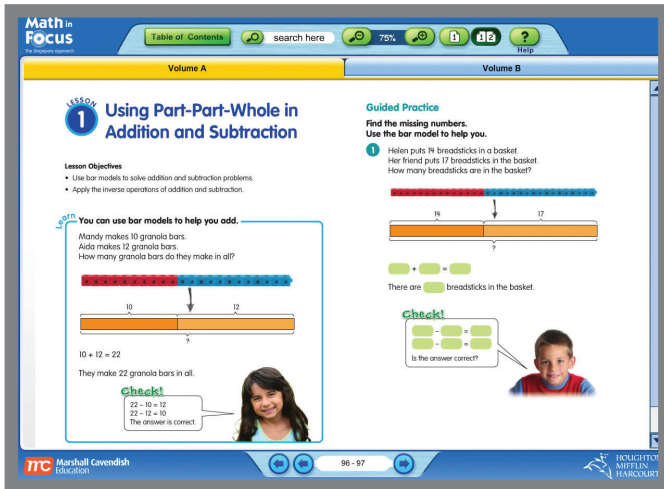 Math in
Focus
The Singapore Approach
Table of Contents
search here
75%
1
1 2
?
Help
Volume A
Volume B
LESSON
1
Using Part-Part-Whole in
Addition and Subtraction
Lesson Objectives
• Use bar models to solve addition and subtraction problems.
• Apply the inverse operations of addition and subtraction.
Learn
You can use bar models to help you add.
Mandy makes 10 granola bars.
Aida makes 12 granola bars.
How many granola bars do they make in all?
10
12
?
10 + 12 = 22
They make 22 granola bars in all.
Check!
22 – 10 = 12
22 – 12 = 10
The answer is correct.
Guided Practice
Find the missing numbers.
Use the bar model to help you.
1 Helen puts 14 breadsticks in a basket.
Her friend puts 17 breadsticks in the basket.
How many breadsticks are in the basket?
14
17
?
+ =
There are breadsticks in the basket.
Check!
– =
– =
Is the answer correct?
mc Marshall Cavendish
Education
96 - 97
HOUGHTON
MIFFLIN
HARCOURT